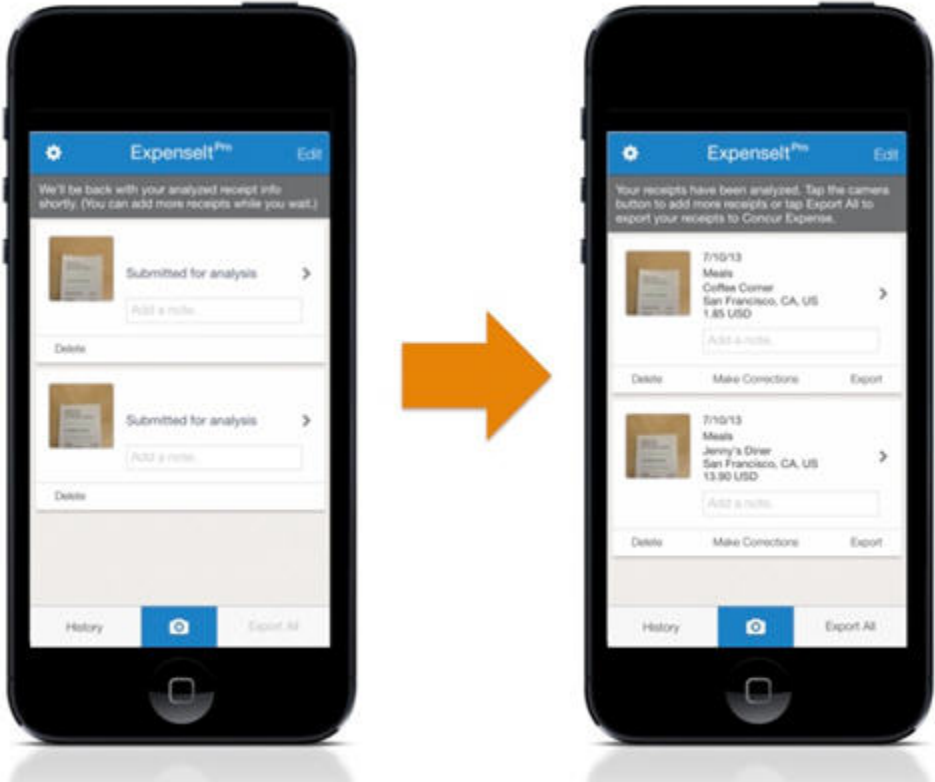 ExpenseIt Pro
Edit
We'll be back with your analyzed receipt info
shortly. (You can add more receipts while you wait.)
Submitted for analysis
Add a note.
Delete
Submitted for analysis
Add a note.
Delete
History
Export All
ExpenseIt Pro
Edit
Your receipts have been analyzed. Tap the camera
button to add more receipts or tap Export All to
export your receipts to Concur Expense.
7/10/13
Meals
Coffee Corner
San Francisco, CA, US
1.85 USD
Add a note.
Delete
Make Corrections
Export
7/10/13
Meals
Jenny's Diner
San Francisco, CA, US
13.90 USD
Add a note.
Delete
Make Corrections
Export
History
Export All